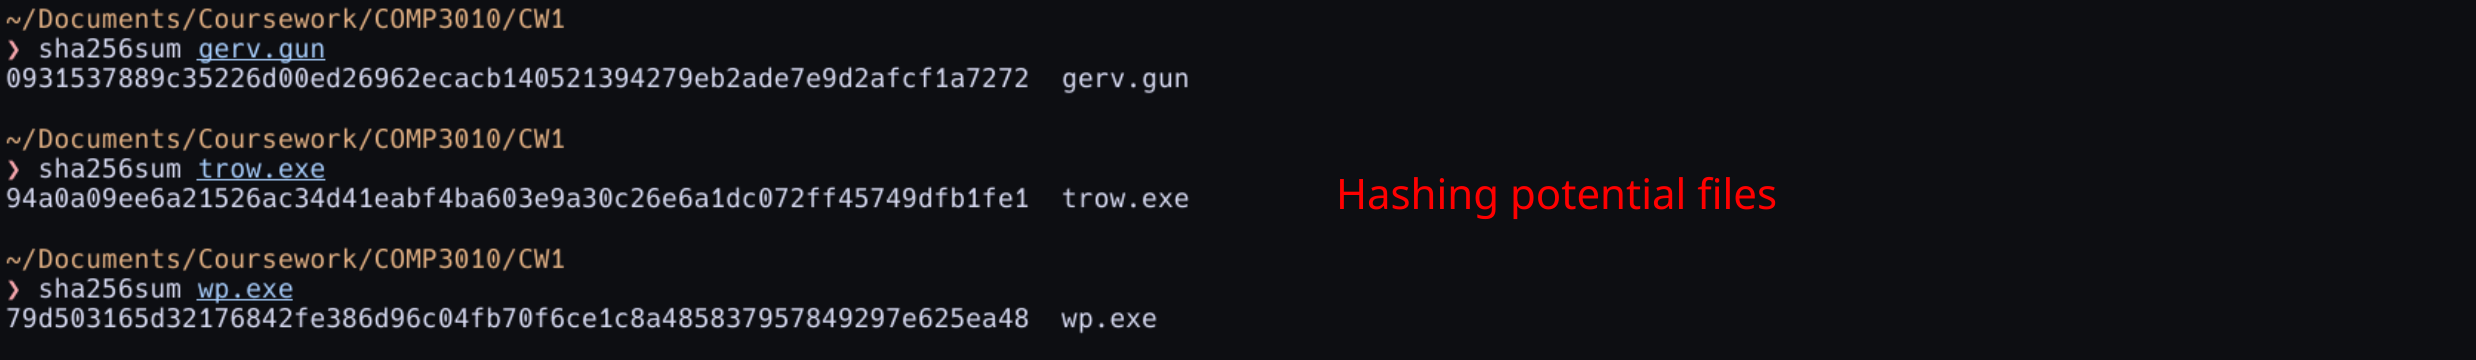 ~/Documents/Coursework/COMP3010/CW1
❯ sha256sum gerv.gun
0931537889c35226d00ed26962ecacb140521394279eb2ade7e9d2afcf1a7272  gerv.gun
~/Documents/Coursework/COMP3010/CW1
❯ sha256sum trow.exe
94a0a09ee6a21526ac34d41eabf4ba603e9a30c26e6a1dc072ff45749dfb1fe1  trow.exe
Hashing potential files
~/Documents/Coursework/COMP3010/CW1
❯ sha256sum wp.exe
79d503165d32176842fe386d96c04fb70f6ce1c8a485837957849297e625ea48  wp.exe